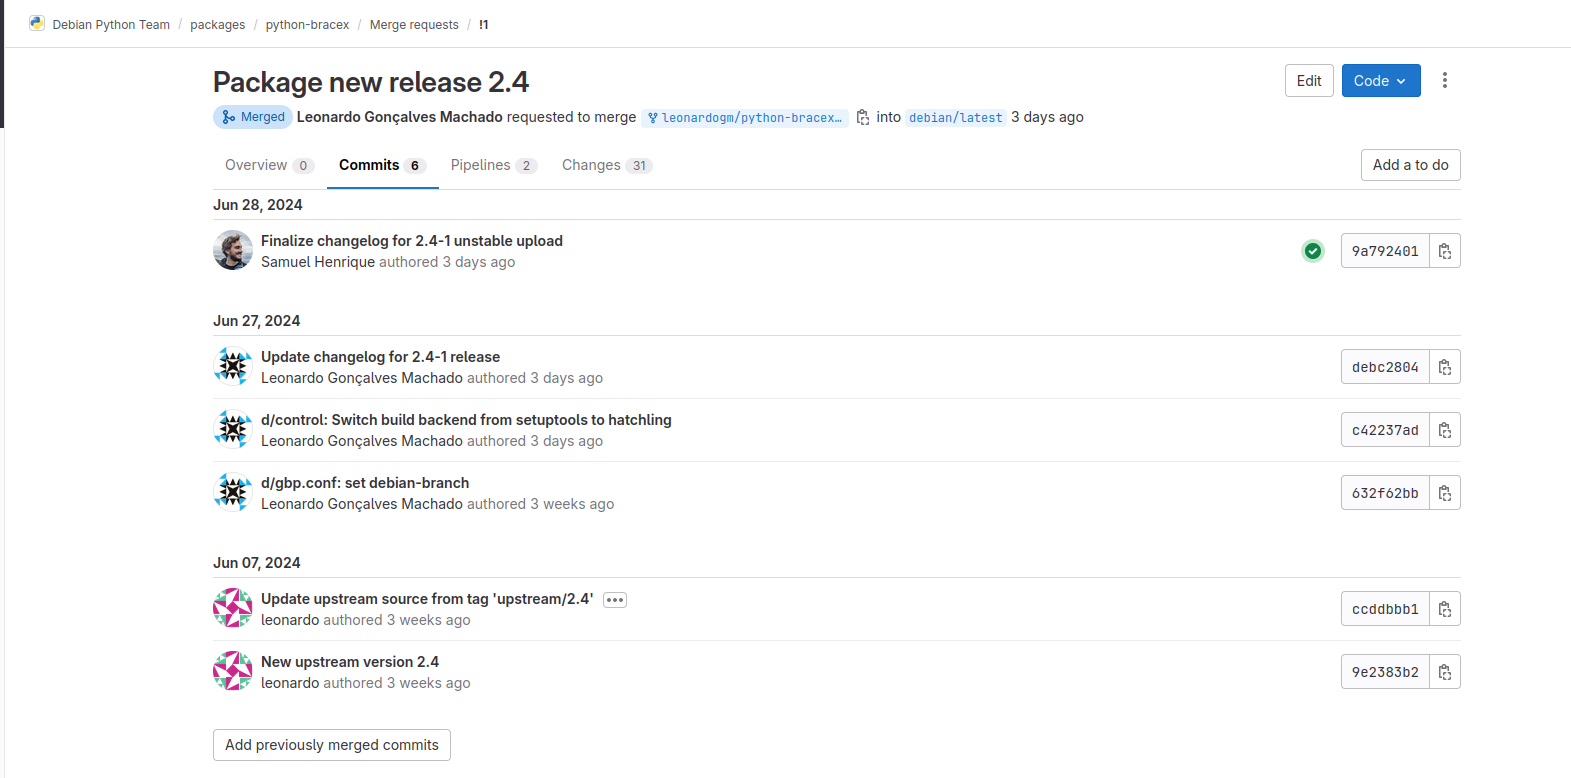 Debian Python Team / packages / python-bracex / Merge requests / !1
Package new release 2.4
Edit
Code
Merged Leonardo Gonçalves Machado requested to merge leonardogm/python-bracex… into debian/latest 3 days ago
Overview 0
Commits 6
Pipelines 2
Changes 31
Add a to do
Jun 28, 2024
Finalize changelog for 2.4-1 unstable upload
Samuel Henrique authored 3 days ago
9a792401
Jun 27, 2024
Update changelog for 2.4-1 release
Leonardo Gonçalves Machado authored 3 days ago
debc2804
d/control: Switch build backend from setuptools to hatchling
Leonardo Gonçalves Machado authored 3 days ago
c42237ad
d/gbp.conf: set debian-branch
Leonardo Gonçalves Machado authored 3 weeks ago
632f62bb
Jun 07, 2024
Update upstream source from tag 'upstream/2.4'
leonardo authored 3 weeks ago
ccddbbb1
New upstream version 2.4
leonardo authored 3 weeks ago
9e2383b2
Add previously merged commits